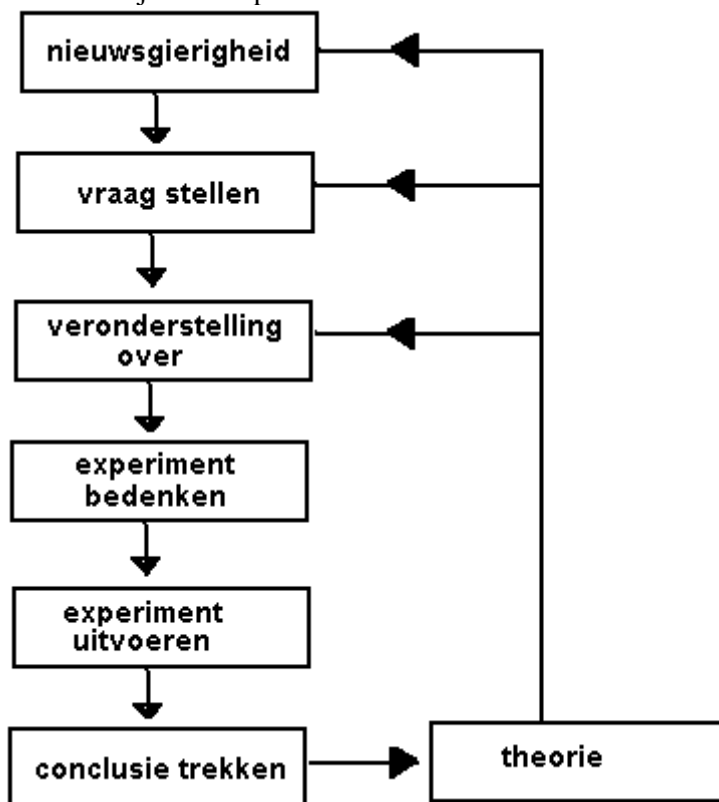 nieuwsgierigheid
vraag stellen
veronderstelling
over
experiment
bedenken
experiment
uitvoeren
conclusie trekken
theorie